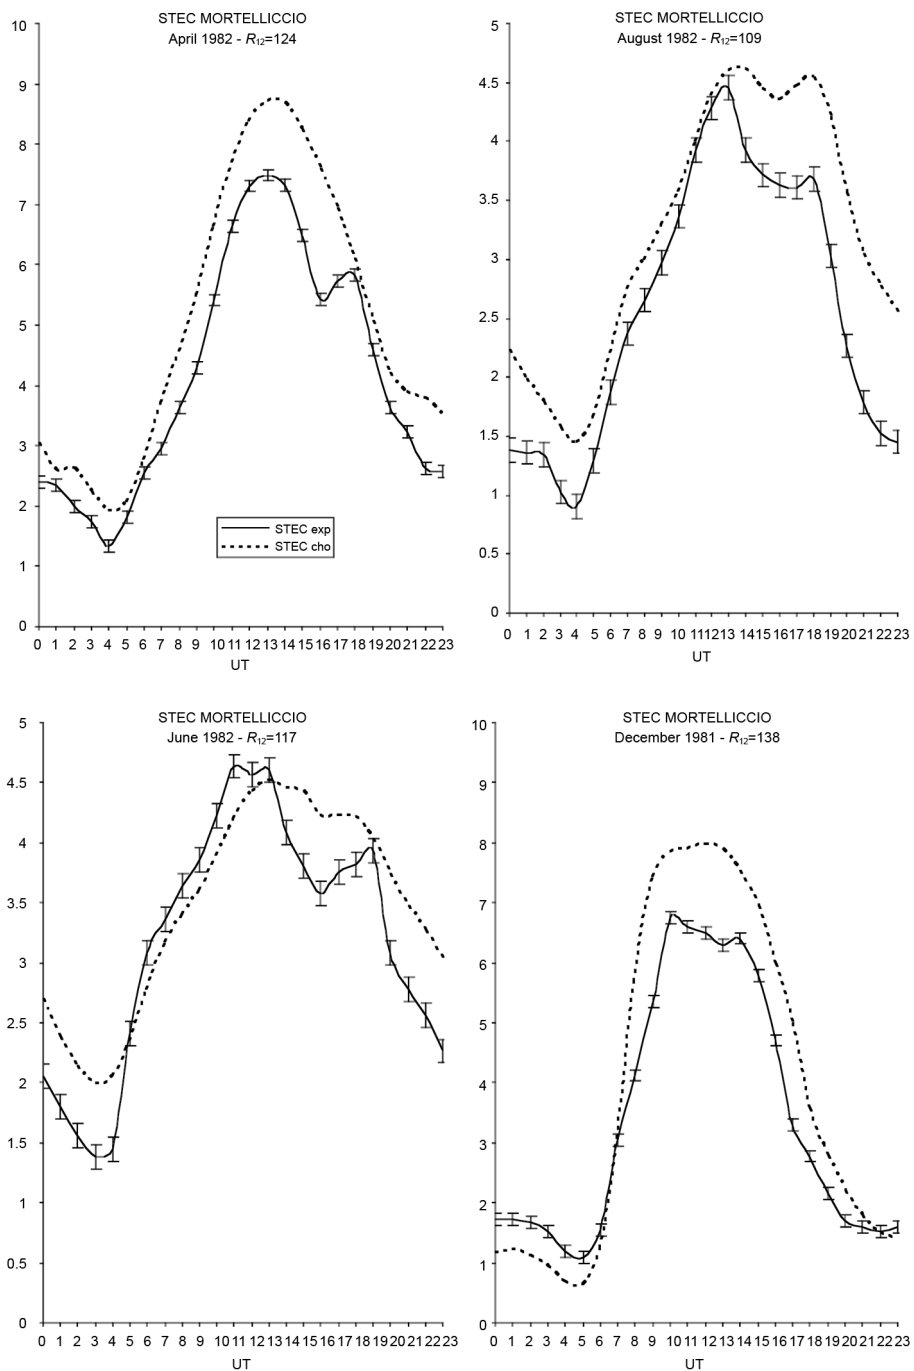 STEC MORTELLICCIO
April 1982 - R12=124
10
9
8
7
6
5
4
3
2
1
0
STEC exp
STEC cho
0 1 2 3 4 5 6 7 8 9 10 11 12 13 14 15 16 17 18 19 20 21 22 23
UT
STEC MORTELLICCIO
August 1982 - R12=109
5
4.5
4
3.5
3
2.5
2
1.5
1
0.5
0
0 1 2 3 4 5 6 7 8 9 10 11 12 13 14 15 16 17 18 19 20 21 22 23
UT
STEC MORTELLICCIO
June 1982 - R12=117
5
4.5
4
3.5
3
2.5
2
1.5
1
0.5
0
0 1 2 3 4 5 6 7 8 9 10 11 12 13 14 15 16 17 18 19 20 21 22 23
UT
STEC MORTELLICCIO
December 1981 - R12=138
10
9
8
7
6
5
4
3
2
1
0
0 1 2 3 4 5 6 7 8 9 10 11 12 13 14 15 16 17 18 19 20 21 22 23
UT